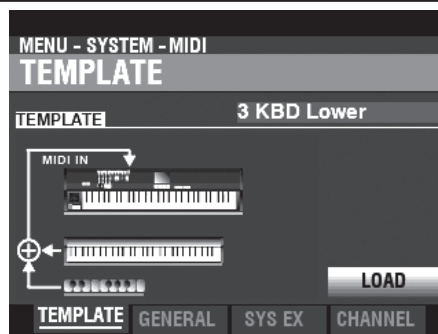 MENU - SYSTEM - MIDI
TEMPLATE
TEMPLATE 3 KBD Lower
MIDI IN
LOAD
TEMPLATE GENERAL SYS EX CHANNEL